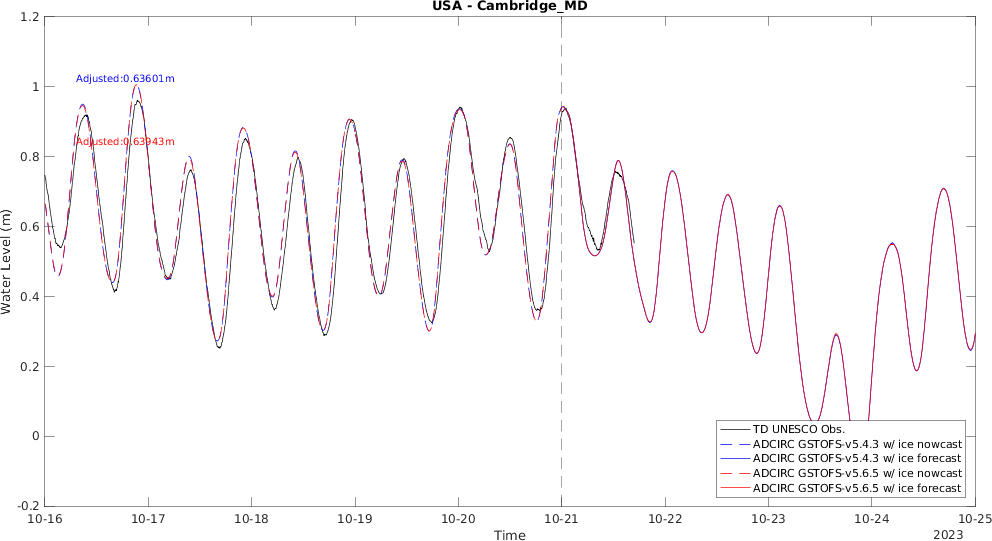 USA - Cambridge_MD
Water Level (m)
1.2
1
0.8
0.6
0.4
0.2
0
-0.2
Adjusted:0.63601m
Adjusted:0.63943m
TD UNESCO Obs.
ADCIRC GSTOFS-v5.4.3 w/ ice nowcast
ADCIRC GSTOFS-v5.4.3 w/ ice forecast
ADCIRC GSTOFS-v5.6.5 w/ ice nowcast
ADCIRC GSTOFS-v5.6.5 w/ ice forecast
10-16 10-17 10-18 10-19 10-20 10-21 10-22 10-23 10-24 10-25
Time
2023